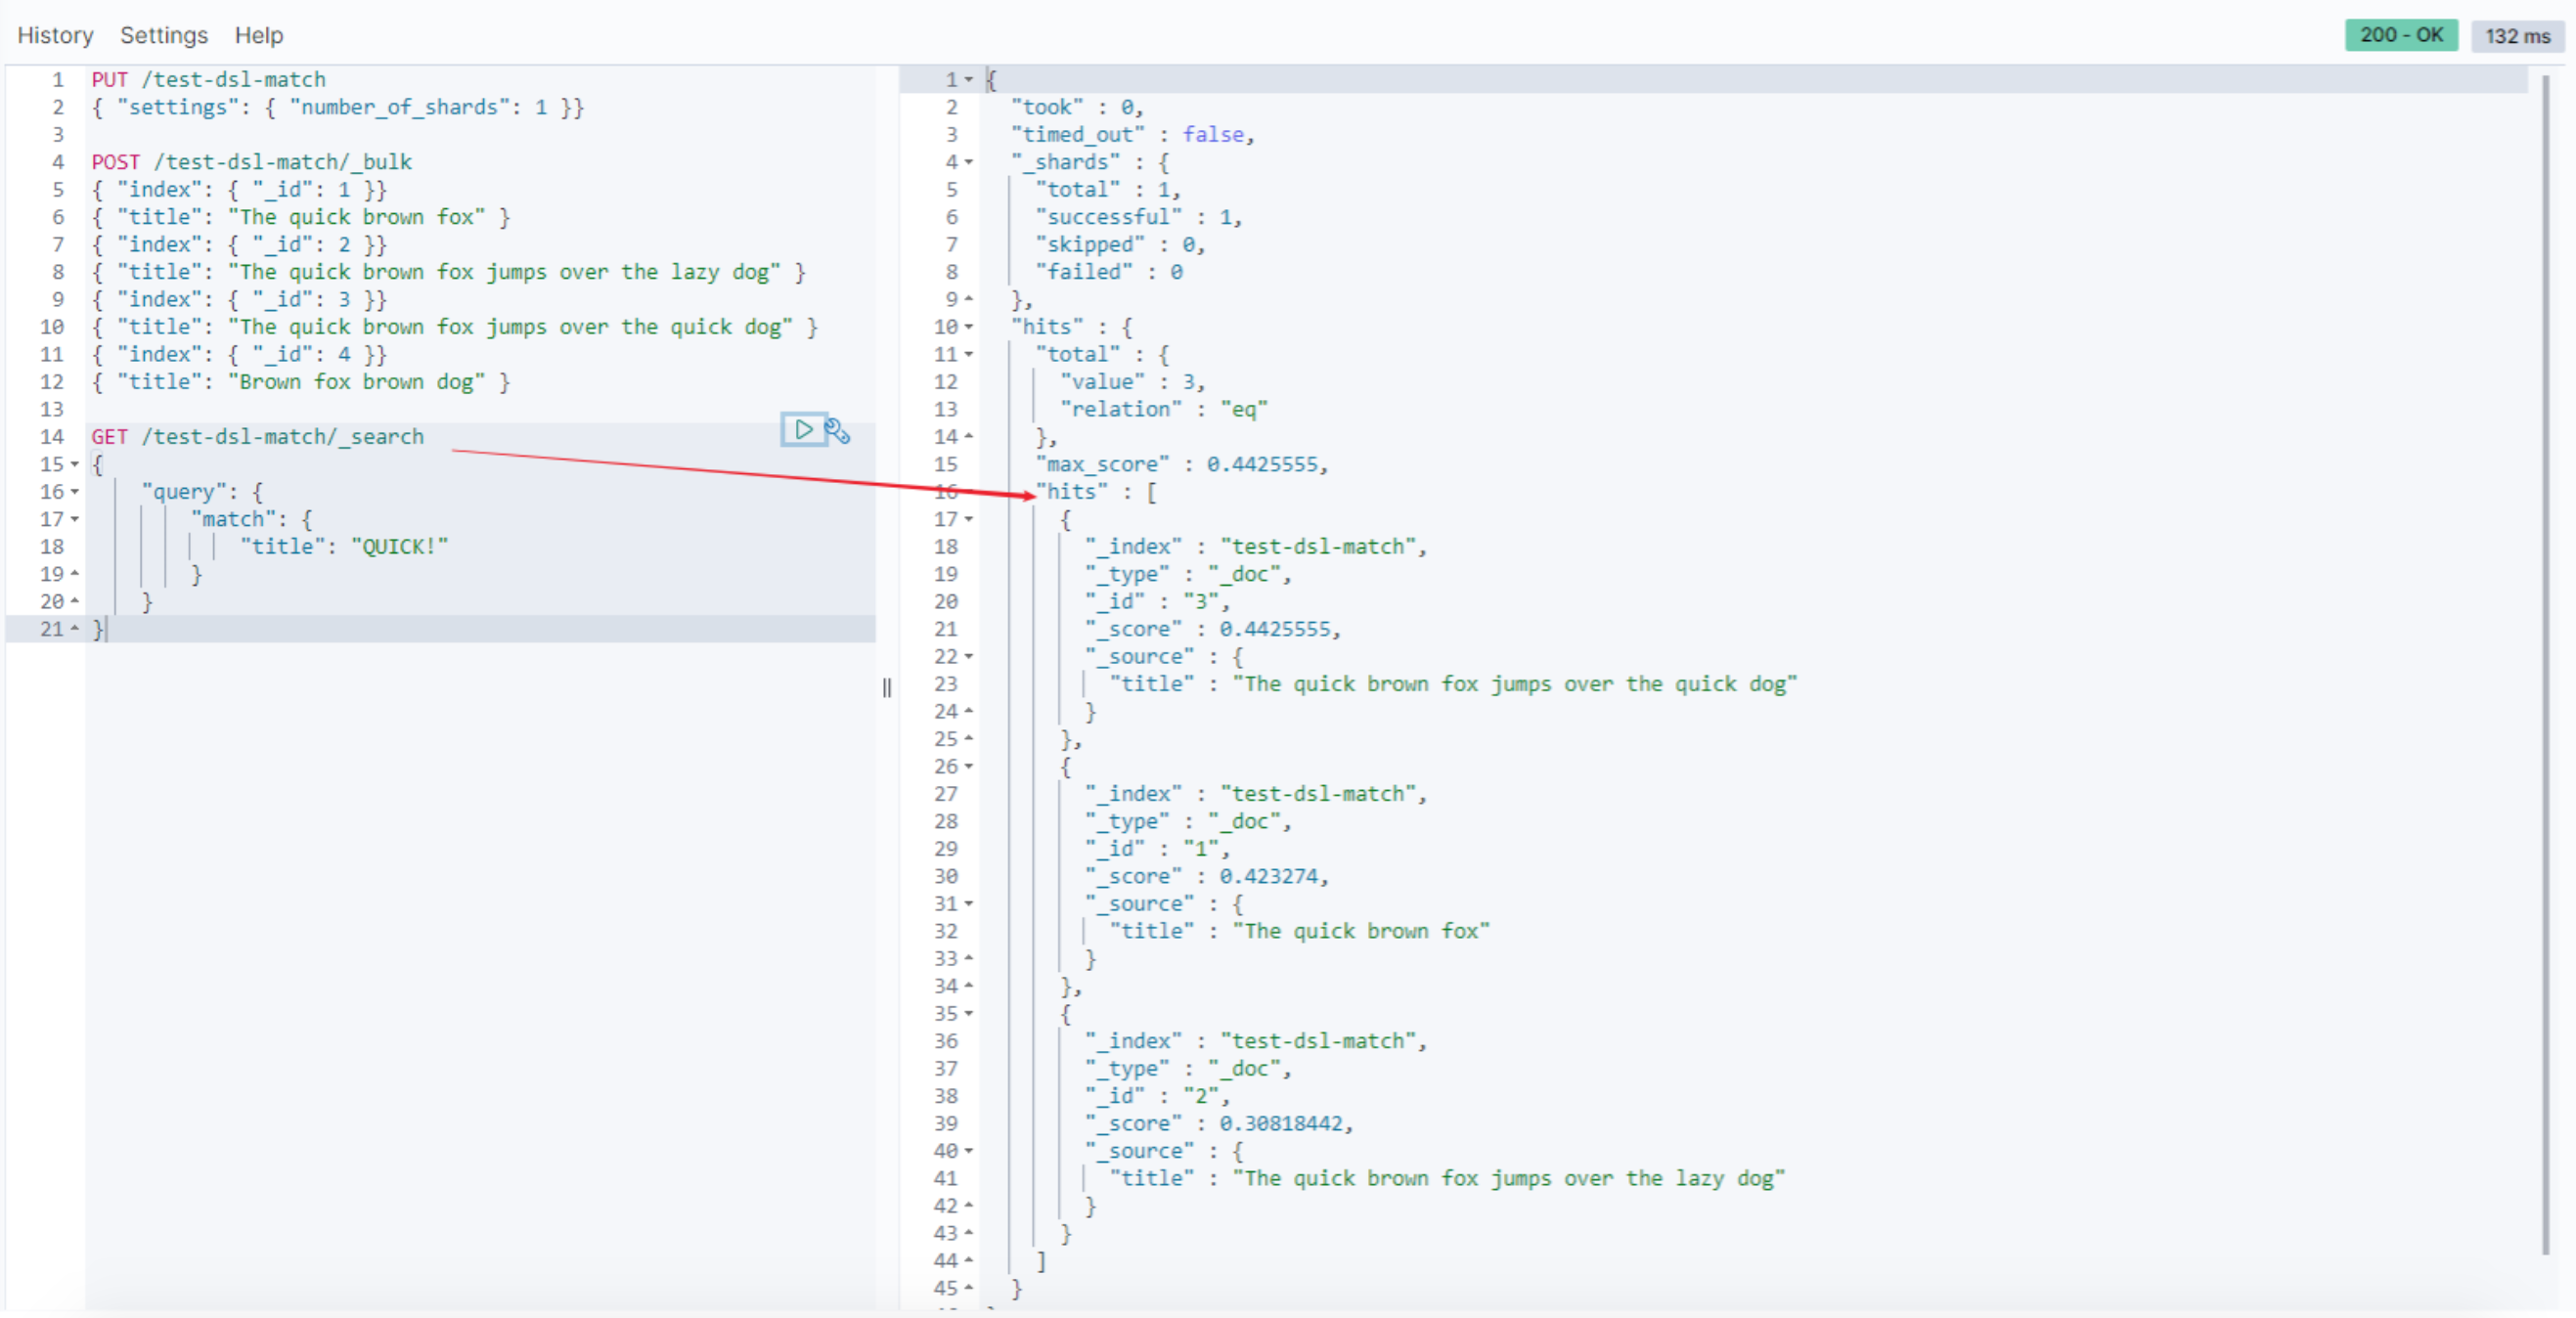 History Settings Help
200 - OK 132 ms
1 PUT /test-dsl-match
2 { "settings": { "number_of_shards": 1 }}
3
4 POST /test-dsl-match/_bulk
5 { "index": { "_id": 1 }}
6 { "title": "The quick brown fox" }
7 { "index": { "_id": 2 }}
8 { "title": "The quick brown fox jumps over the lazy dog" }
9 { "index": { "_id": 3 }}
10 { "title": "The quick brown fox jumps over the quick dog" }
11 { "index": { "_id": 4 }}
12 { "title": "Brown fox brown dog" }
13
14 GET /test-dsl-match/_search
15 {
16 "query": {
17 "match": {
18 "title": "QUICK!"
19 }
20 }
21 }
1 {
2 "took" : 0,
3 "timed_out" : false,
4 "_shards" : {
5 "total" : 1,
6 "successful" : 1,
7 "skipped" : 0,
8 "failed" : 0
9 },
10 "hits" : {
11 "total" : {
12 "value" : 3,
13 "relation" : "eq"
14 },
15 "max_score" : 0.4425555,
16 "hits" : [
17 {
18 "_index" : "test-dsl-match",
19 "_type" : "_doc",
20 "_id" : "3",
21 "_score" : 0.4425555,
22 "_source" : {
23 "title" : "The quick brown fox jumps over the quick dog"
24 }
25 },
26 {
27 "_index" : "test-dsl-match",
28 "_type" : "_doc",
29 "_id" : "1",
30 "_score" : 0.423274,
31 "_source" : {
32 "title" : "The quick brown fox"
33 }
34 },
35 {
36 "_index" : "test-dsl-match",
37 "_type" : "_doc",
38 "_id" : "2",
39 "_score" : 0.30818442,
40 "_source" : {
41 "title" : "The quick brown fox jumps over the lazy dog"
42 }
43 }
44 ]
45 }